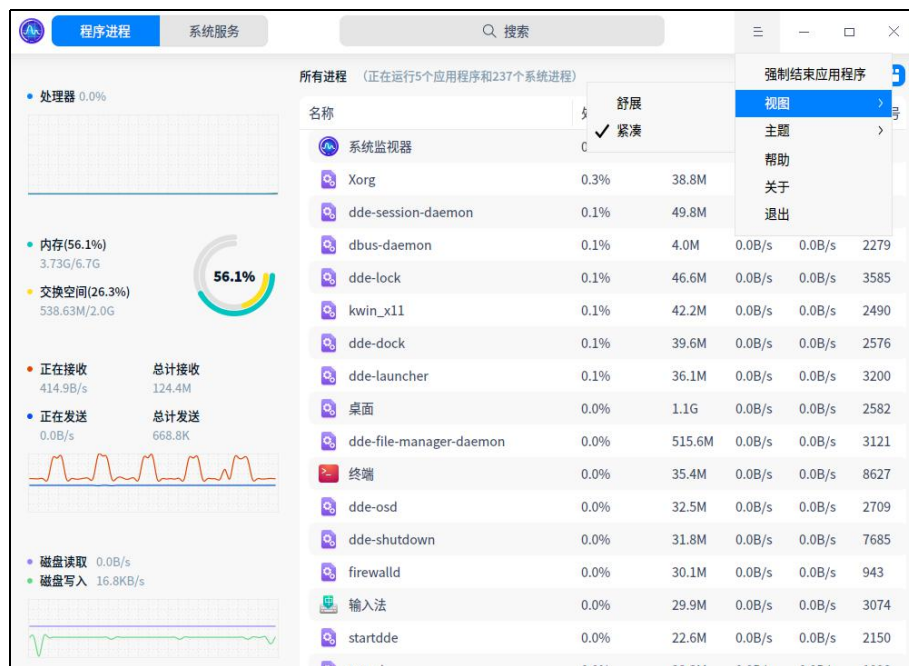 程序进程 系统服务 搜索
所有进程 （正在运行5个应用程序和237个系统进程）
强制结束应用程序
视图
主题
帮助
关于
退出
舒展
紧凑
处理器 0.0%
内存(56.1%)
3.73G/6.7G
交换空间(26.3%)
538.63M/2.0G
56.1%
正在接收 总计接收
414.9B/s 124.4M
正在发送 总计发送
0.0B/s 668.8K
磁盘读取 0.0B/s
磁盘写入 16.8KB/s
名称
系统监视器
Xorg 0.3% 38.8M
dde-session-daemon 0.1% 49.8M
dbus-daemon 0.1% 4.0M 0.0B/s 0.0B/s 2279
dde-lock 0.1% 46.6M 0.0B/s 0.0B/s 3585
kwin_x11 0.1% 42.2M 0.0B/s 0.0B/s 2490
dde-dock 0.1% 39.6M 0.0B/s 0.0B/s 2576
dde-launcher 0.1% 36.1M 0.0B/s 0.0B/s 3200
桌面 0.0% 1.1G 0.0B/s 0.0B/s 2582
dde-file-manager-daemon 0.0% 515.6M 0.0B/s 0.0B/s 3121
终端 0.0% 35.4M 0.0B/s 0.0B/s 8627
dde-osd 0.0% 32.5M 0.0B/s 0.0B/s 2709
dde-shutdown 0.0% 31.8M 0.0B/s 0.0B/s 7685
firewalld 0.0% 30.1M 0.0B/s 0.0B/s 943
输入法 0.0% 29.9M 0.0B/s 0.0B/s 3074
startdde 0.0% 22.6M 0.0B/s 0.0B/s 2150